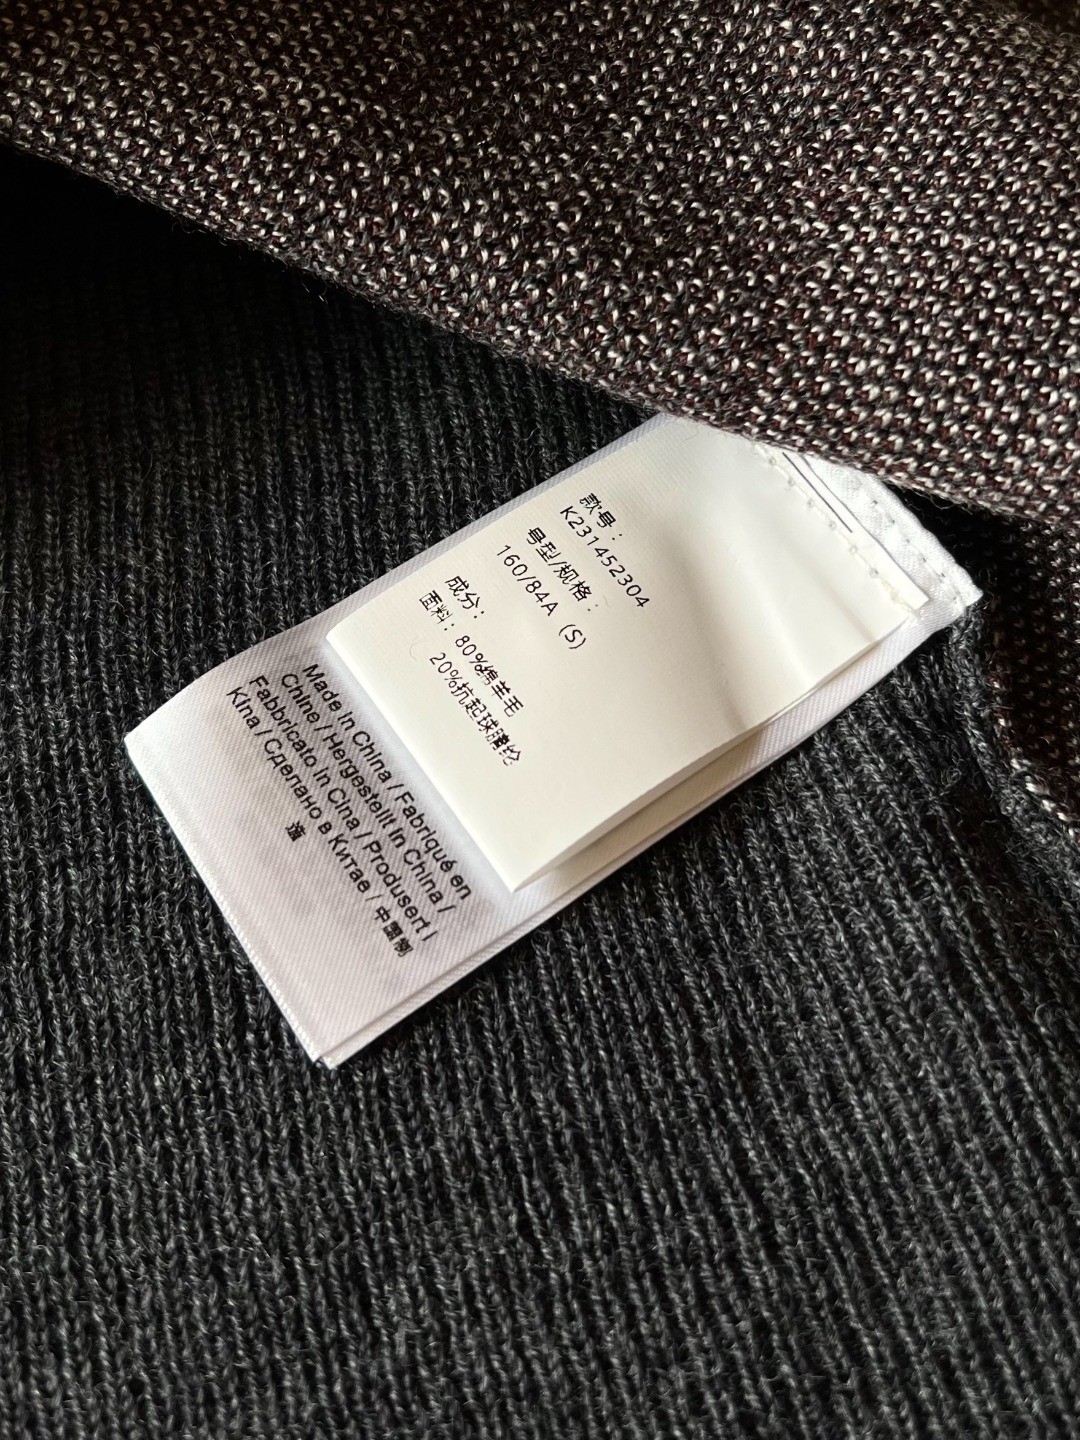 款号：
K231452304
号型/规格：
160/84A (S)
成分：
面料：80%绵羊毛
20%抗起球腈纶
Made in China / Fabriqué en
Chine / Hergestellt in China /
Fabbricato in Cina / Produsert i
Kina / Сделано в Китае / 中国制
造